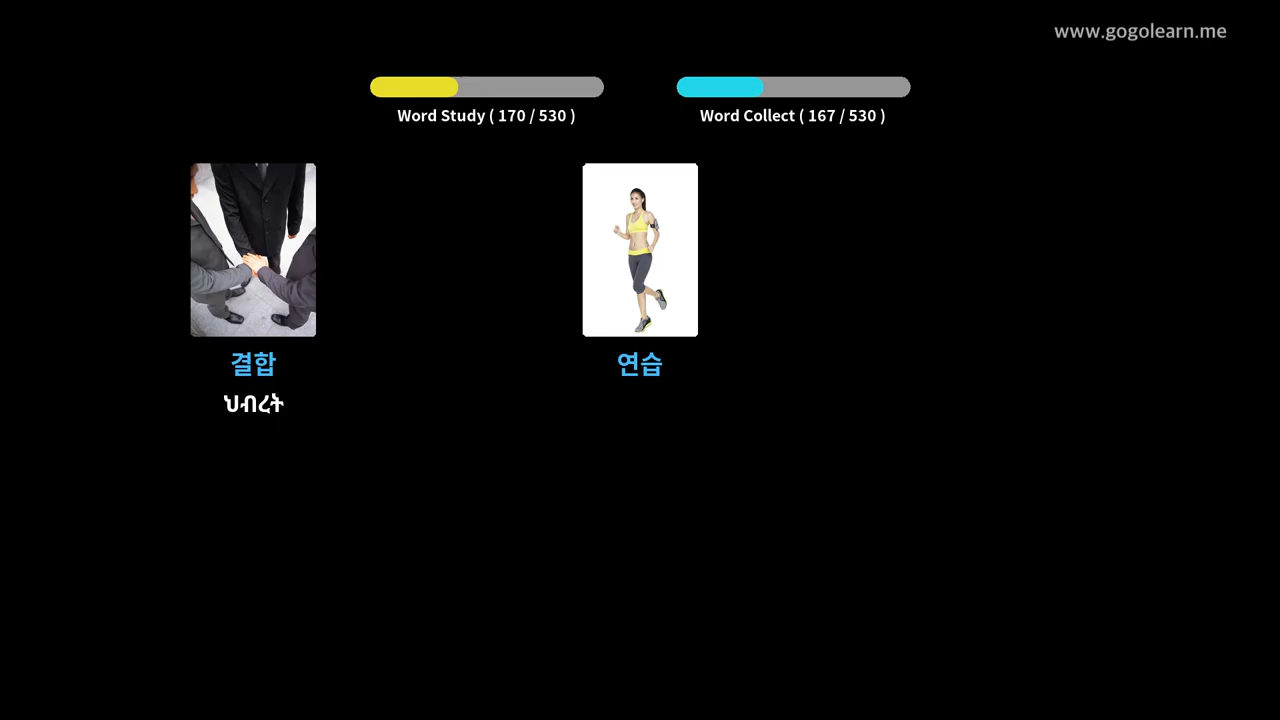 www.gogolearn.me
Word Study ( 170 / 530 )
Word Collect ( 167 / 530 )
결합
연습
ህብረት